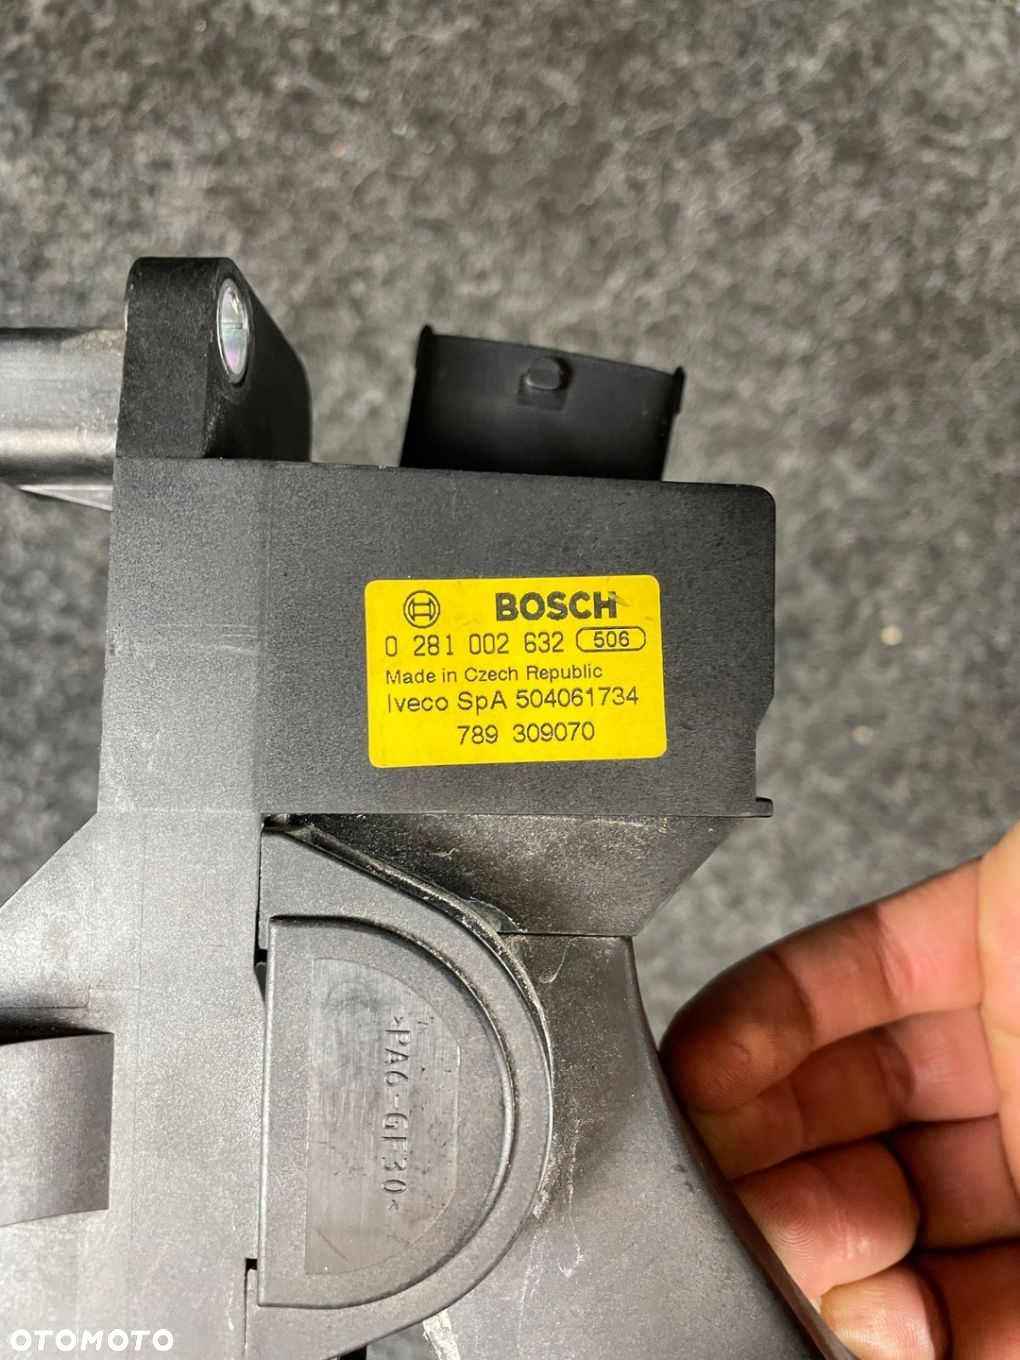 BOSCH
0 281 002 632 506
Made in Czech Republic
Iveco SpA 504061734
789 309070
>PA6-GF30<
OTOMOTO